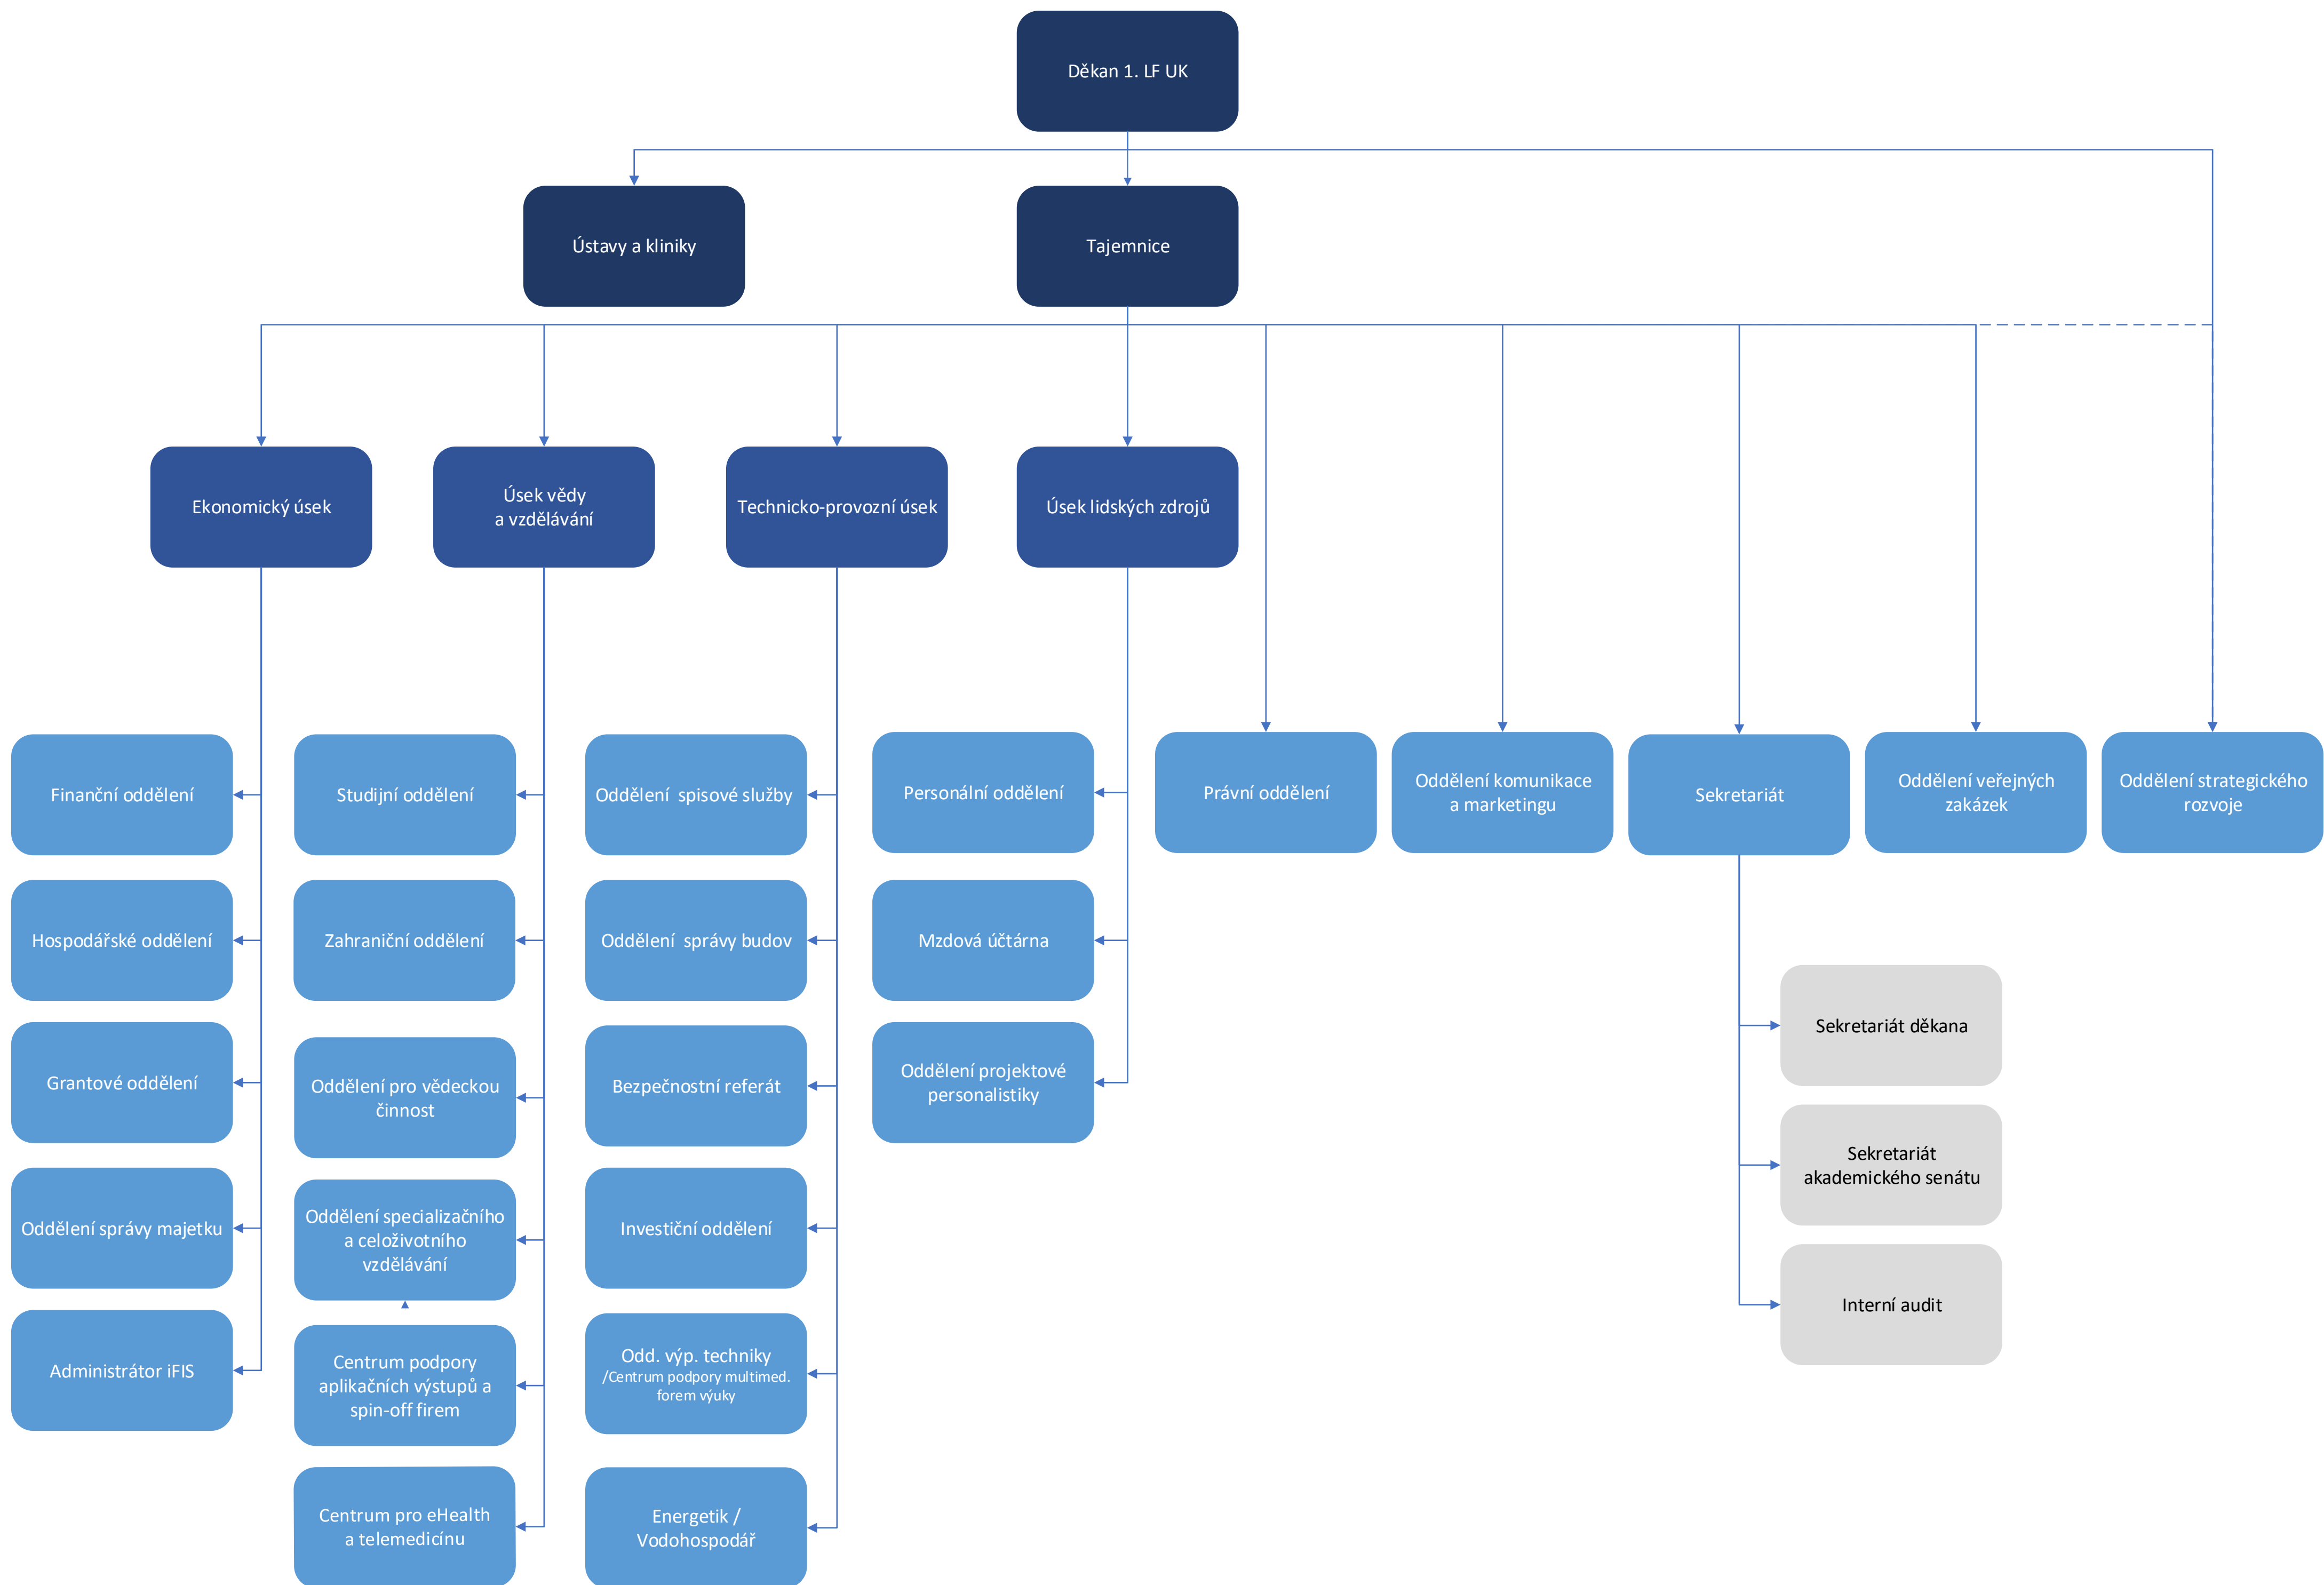 Děkan 1. LF UK
Ústavy a kliniky
Tajemnice
Ekonomický úsek
Úsek vědy
a vzdělávání
Technicko-provozní úsek
Úsek lidských zdrojů
Finanční oddělení
Hospodářské oddělení
Grantové oddělení
Oddělení správy majetku
Administrátor iFIS
Studijní oddělení
Zahraniční oddělení
Oddělení pro vědeckou
činnost
Oddělení specializačního
a celoživotního
vzdělávání
Centrum podpory
aplikačních výstupů a
spin-off firem
Centrum pro eHealth
a telemedicínu
Oddělení spisové služby
Oddělení správy budov
Bezpečnostní referát
Investiční oddělení
Odd. výp. techniky
/Centrum podpory multimed.
forem výuky
Energetik /
Vodohospodář
Personální oddělení
Mzdová účtárna
Oddělení projektové
personalistiky
Právní oddělení
Oddělení komunikace
a marketingu
Sekretariát
Sekretariát děkana
Sekretariát
akademického senátu
Interní audit
Oddělení veřejných
zakázek
Oddělení strategického
rozvoje